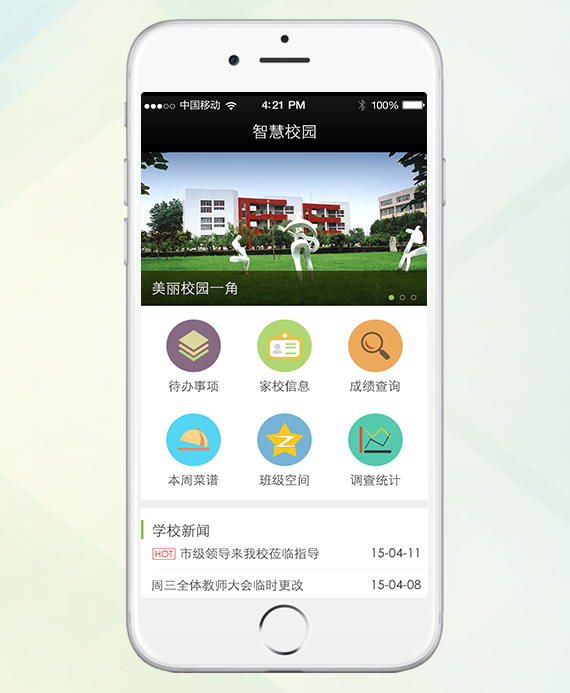 中国移动 4:21 PM 100%
智慧校园
美丽校园一角
待办事项 家校信息 成绩查询
本周菜谱 班级空间 调查统计
学校新闻
HOT 市级领导来我校莅临指导 15-04-11
周三全体教师大会临时更改 15-04-08